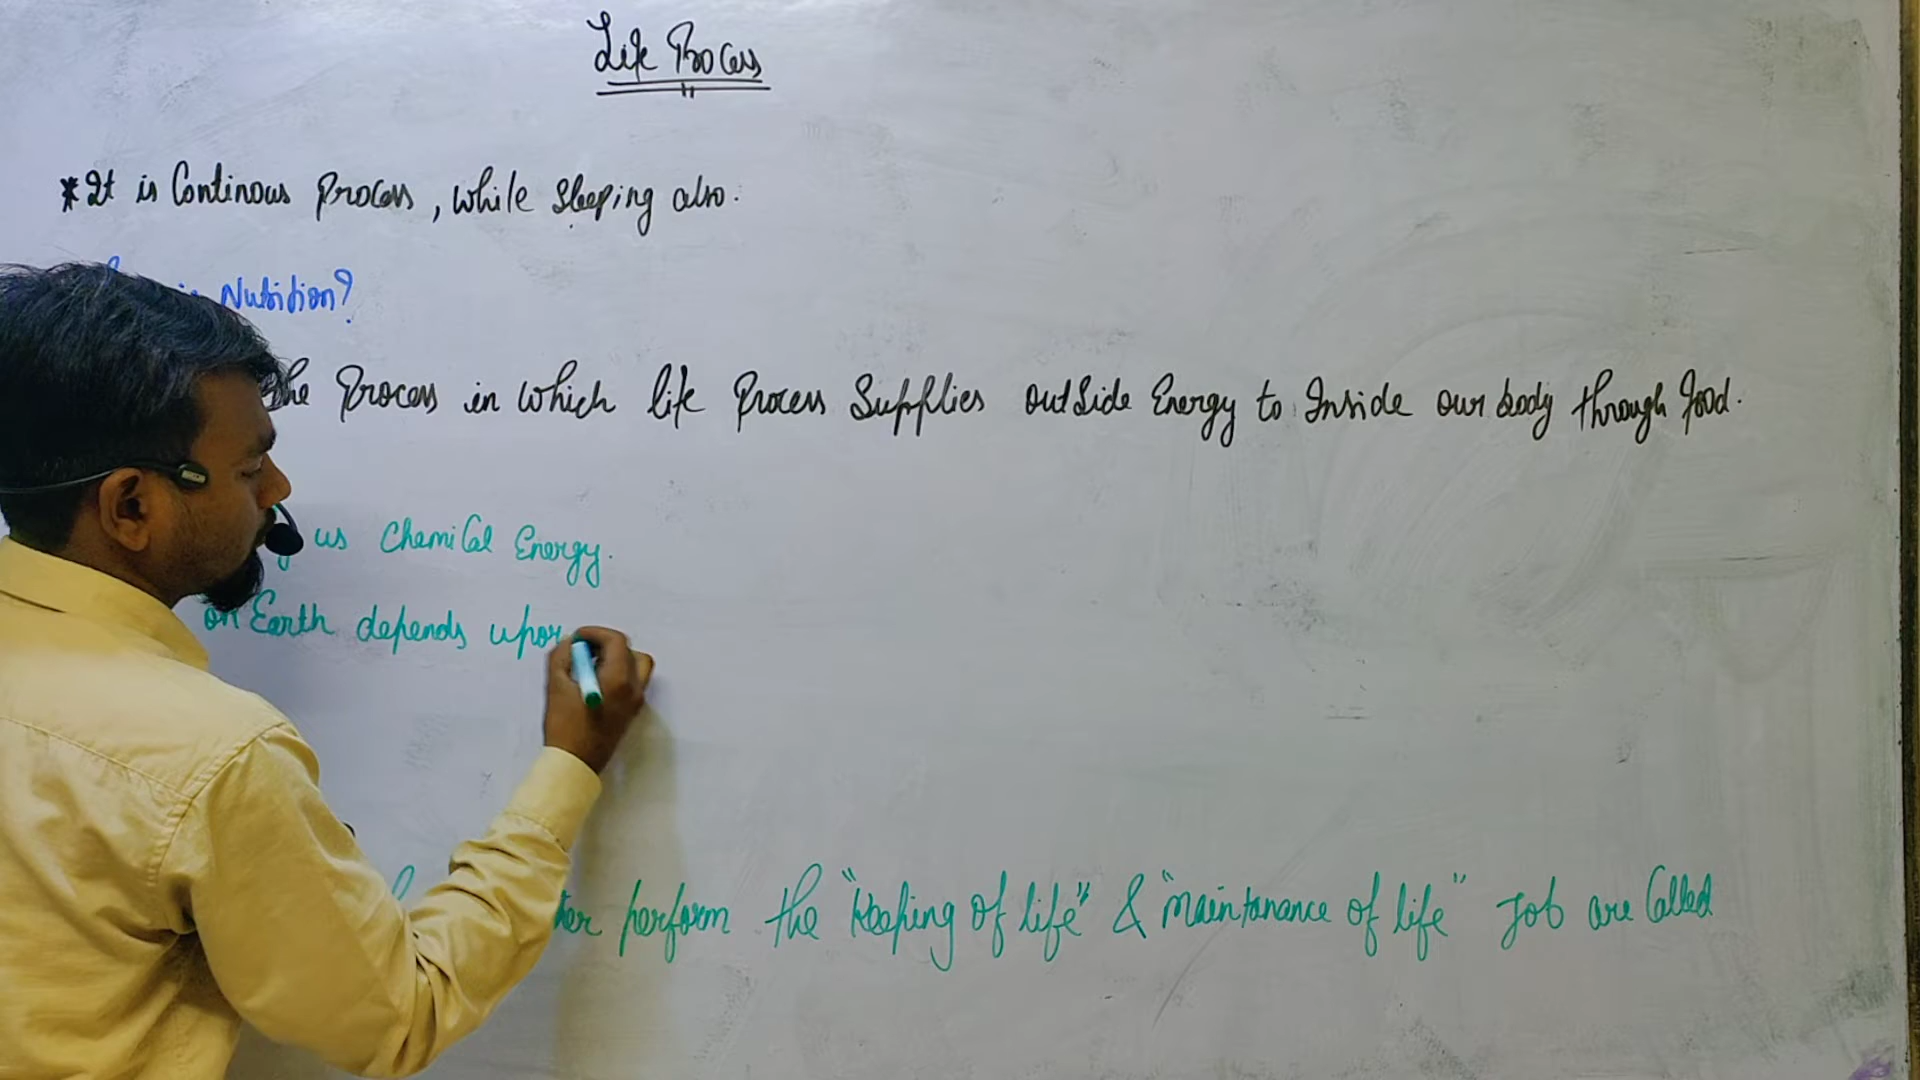 Life Process
*It is Continous Process, while sleeping also.
Nutrition?
the Process in which life Process Supplies outside Energy to Inside our body through food.
us Chemical Energy.
on Earth depends upon
perform the "Keeping of life" & "maintanance of life" Job are Called